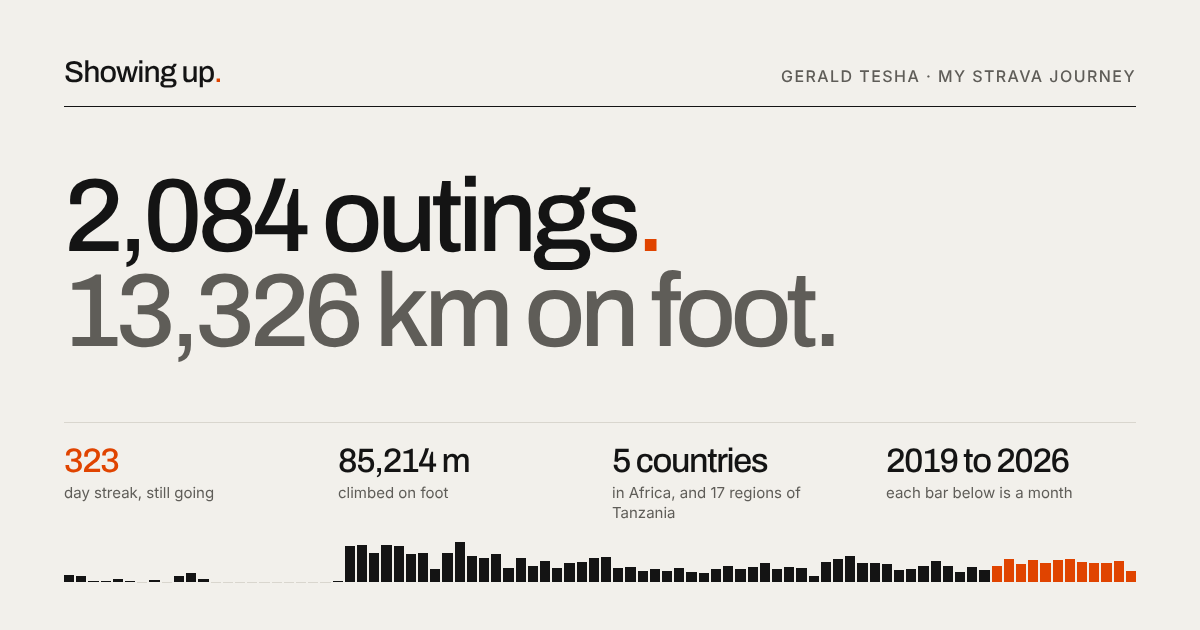 Showing up.
GERALD TESHA · MY STRAVA JOURNEY
2,084 outings.
13,326 km on foot.
323
day streak, still going
85,214 m
climbed on foot
5 countries
in Africa, and 17 regions of
Tanzania
2019 to 2026
each bar below is a month